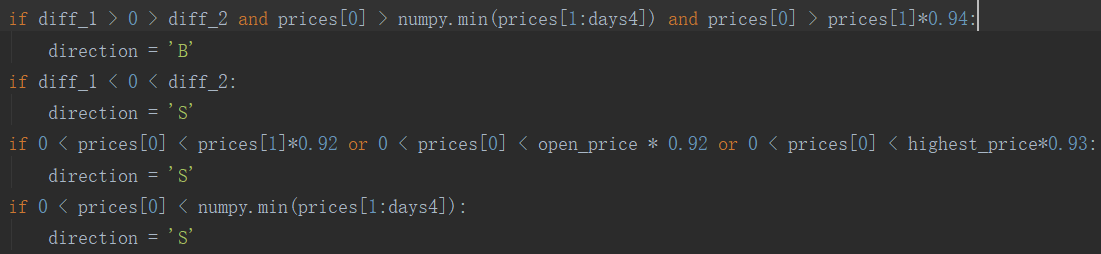 if diff_1 > 0 > diff_2 and prices[0] > numpy.min(prices[1:days4]) and prices[0] > prices[1]*0.94:
    direction = 'B'
if diff_1 < 0 < diff_2:
    direction = 'S'
if 0 < prices[0] < prices[1]*0.92 or 0 < prices[0] < open_price * 0.92 or 0 < prices[0] < highest_price*0.93:
    direction = 'S'
if 0 < prices[0] < numpy.min(prices[1:days4]):
    direction = 'S'